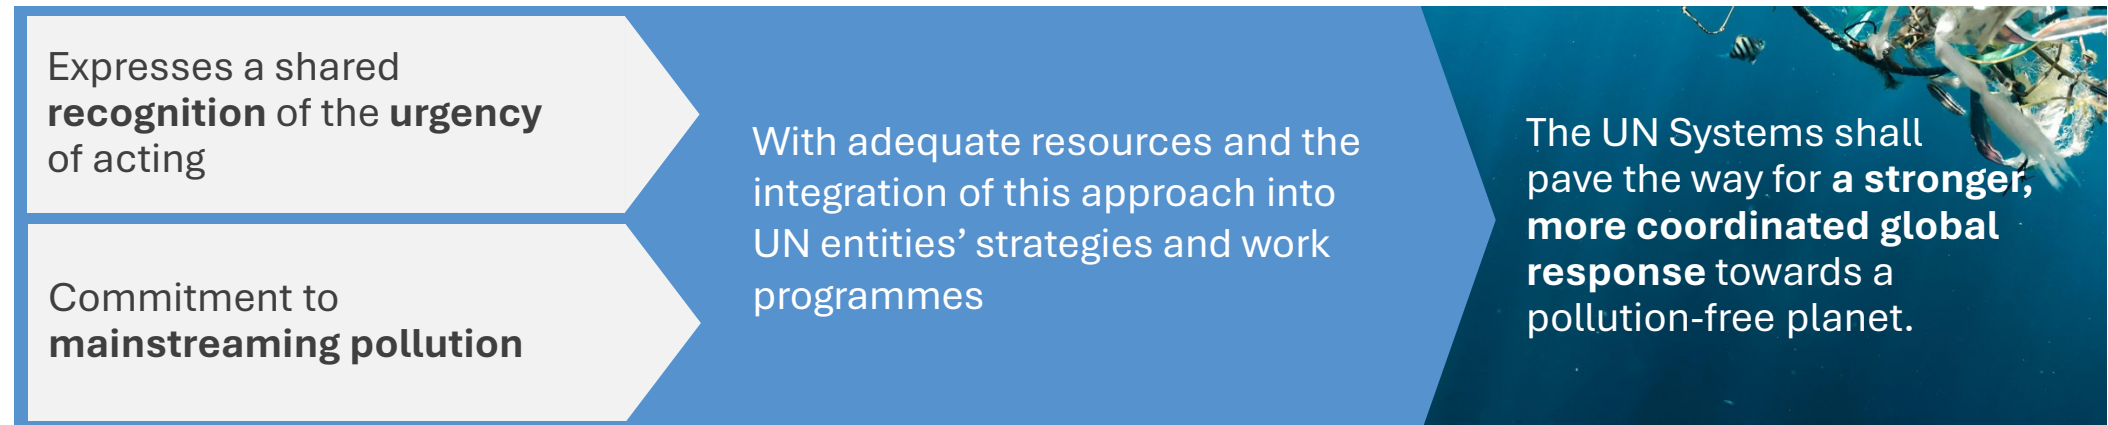 Expresses a shared
recognition of the urgency
of acting
Commitment to
mainstreaming pollution
With adequate resources and the
integration of this approach into
UN entities’ strategies and work
programmes
The UN Systems shall
pave the way for a stronger,
more coordinated global
response towards a
pollution-free planet.